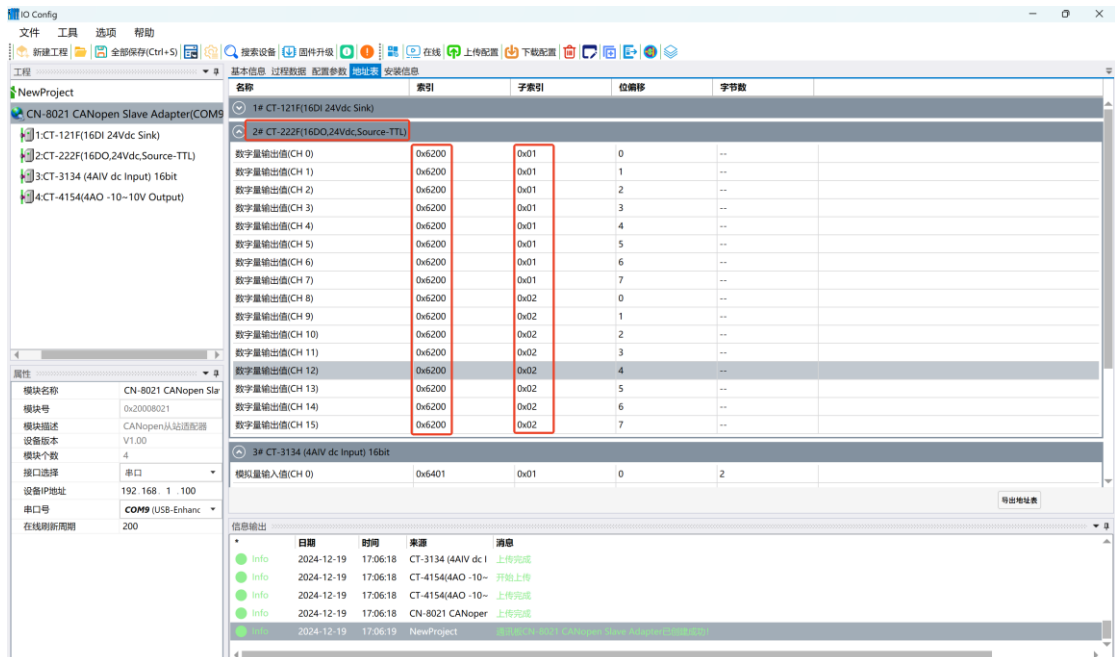 IO Config
文件 工具 选项 帮助
新建工程 全部保存(Ctrl+S) 搜索设备 固件升级 在线 上传配置 下载配置
工程
NewProject
CN-8021 CANopen Slave Adapter(COM9
1:CT-121F(16DI 24Vdc Sink)
2:CT-222F(16DO,24Vdc,Source-TTL)
3:CT-3134 (4AIV dc Input) 16bit
4:CT-4154(4AO -10~10V Output)
属性
模块名称 CN-8021 CANopen Slav
模块号 0x20008021
模块描述 CANopen从站适配器
设备版本 V1.00
模块个数 4
接口选择 串口
设备IP地址 192.168. 1 .100
串口号 COM9 (USB-Enhanc
在线刷新周期 200
基本信息 过程数据 配置参数 地址表 安装信息
名称 索引 子索引 位偏移 字节数
1# CT-121F(16DI 24Vdc Sink)
2# CT-222F(16DO,24Vdc,Source-TTL)
数字量输出值(CH 0) 0x6200 0x01 0 --
数字量输出值(CH 1) 0x6200 0x01 1 --
数字量输出值(CH 2) 0x6200 0x01 2 --
数字量输出值(CH 3) 0x6200 0x01 3 --
数字量输出值(CH 4) 0x6200 0x01 4 --
数字量输出值(CH 5) 0x6200 0x01 5 --
数字量输出值(CH 6) 0x6200 0x01 6 --
数字量输出值(CH 7) 0x6200 0x01 7 --
数字量输出值(CH 8) 0x6200 0x02 0 --
数字量输出值(CH 9) 0x6200 0x02 1 --
数字量输出值(CH 10) 0x6200 0x02 2 --
数字量输出值(CH 11) 0x6200 0x02 3 --
数字量输出值(CH 12) 0x6200 0x02 4 --
数字量输出值(CH 13) 0x6200 0x02 5 --
数字量输出值(CH 14) 0x6200 0x02 6 --
数字量输出值(CH 15) 0x6200 0x02 7 --
3# CT-3134 (4AIV dc Input) 16bit
模拟量输入值(CH 0) 0x6401 0x01 0 2
导出地址表
信息输出
* 日期 时间 来源 消息
Info 2024-12-19 17:06:18 CT-3134 (4AIV dc I 上传完成
Info 2024-12-19 17:06:18 CT-4154(4AO -10~ 开始上传
Info 2024-12-19 17:06:18 CT-4154(4AO -10~ 上传完成
Info 2024-12-19 17:06:18 CN-8021 CANoper 上传完成
Info 2024-12-19 17:06:19 NewProject 通讯板CN-8021 CANopen Slave Adapter已创建成功!